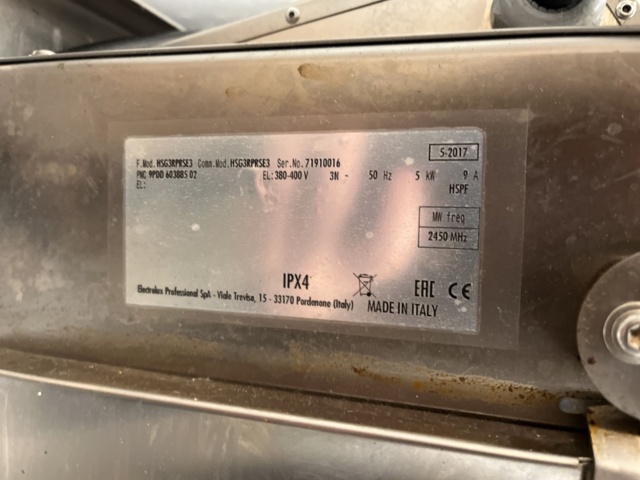 F.Mod. HSG3RPRSE3 Comm.Mod. HSG3RPRSE3 Ser.No. 71910016
5-2017
PNC 9PDD 603885 02 EL: 380-400 V 3N ~ 50 Hz 5 kW 9 A
EL: HSPF
MW freq
2450 MHz
IPX4 EAC CE
Electrolux Professional SpA - Viale Treviso, 15 - 33170 Pordenone (Italy) MADE IN ITALY